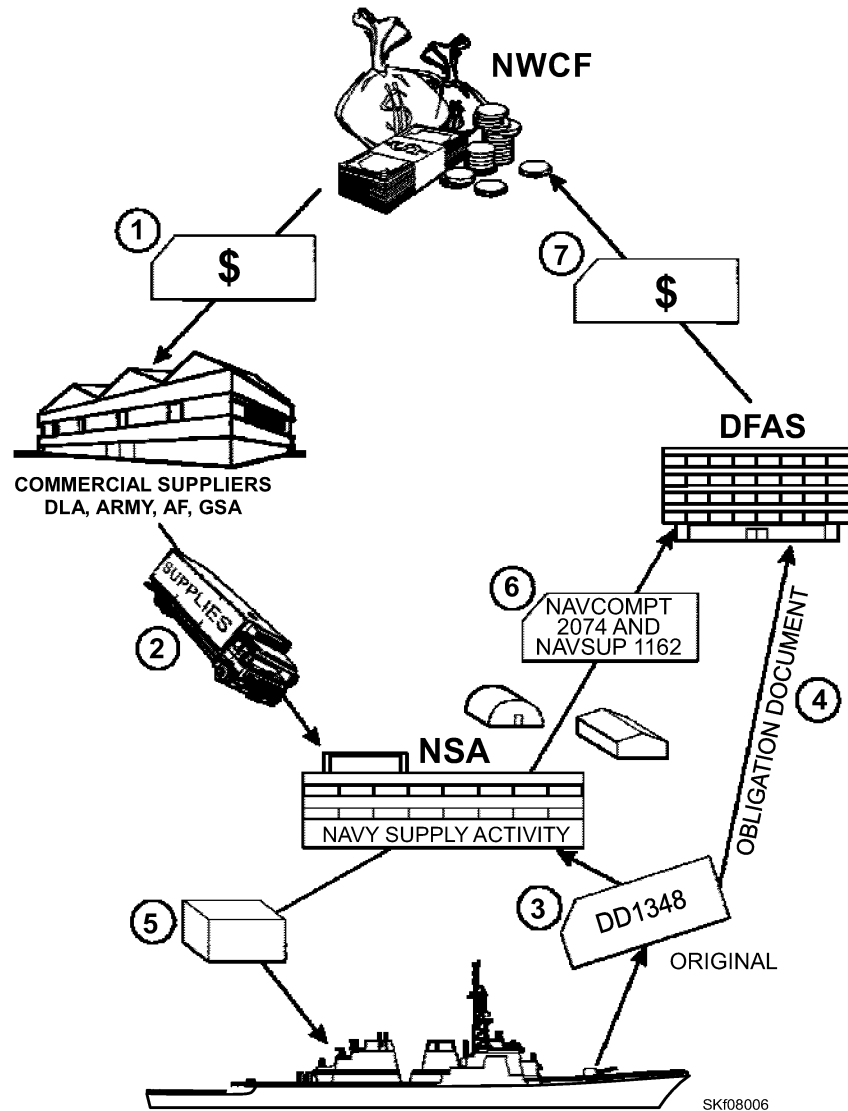 NWCF
1
$
7
$
DFAS
COMMERCIAL SUPPLIERS
DLA, ARMY, AF, GSA
SUPPLIES
2
6
NAVCOMPT
2074 AND
NAVSUP 1162
OBLIGATION DOCUMENT
4
NSA
NAVY SUPPLY ACTIVITY
3
DD1348
5
ORIGINAL
SKf08006